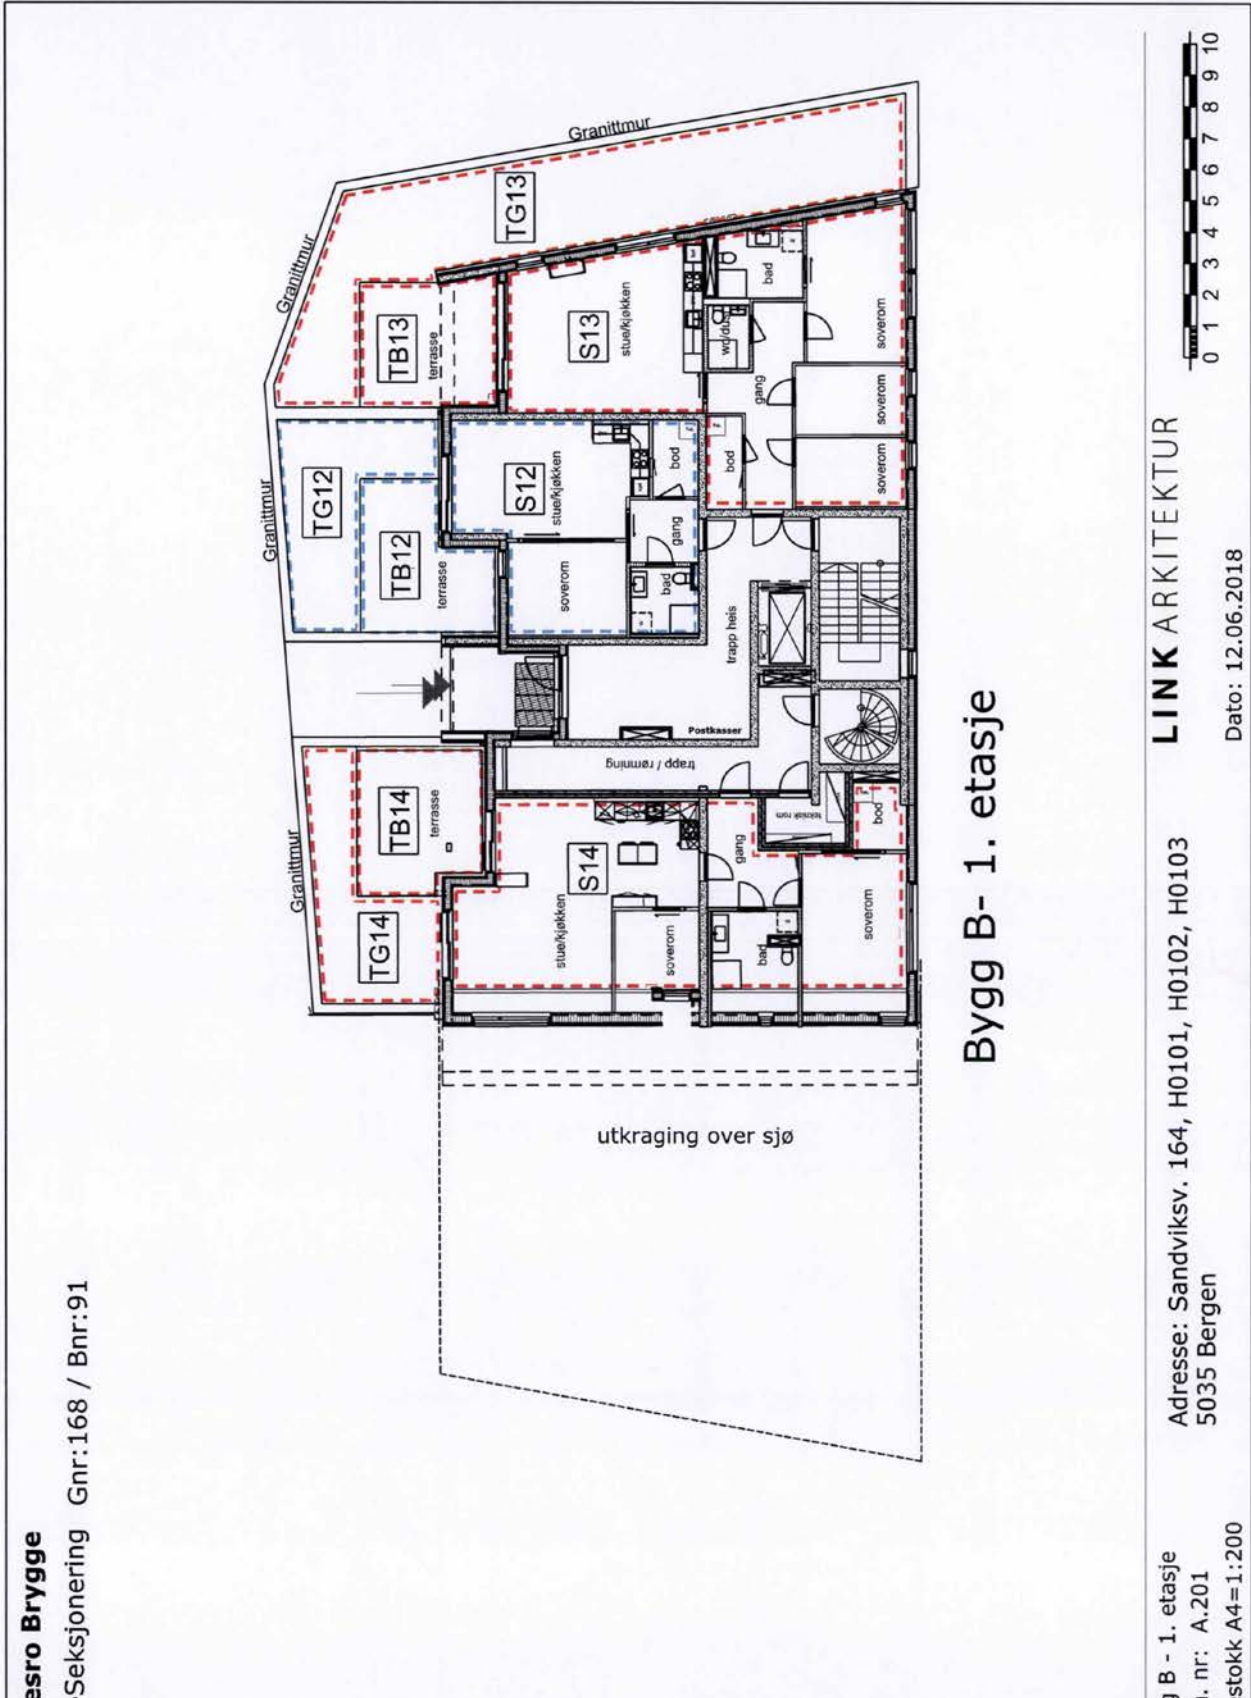 esro Brygge
Seksjonering Gnr:168 / Bnr:91
Granittmur
Granittmur
Granittmur
Granittmur
TG14
TB14
terrasse
TG12
TB12
terrasse
TB13
terrasse
TG13
S14
stue/kjøkken
soverom
gang
bad
soverom
bod
teknisk rom
trapp / rømning
Postkasser
trapp heis
S12
stue/kjøkken
soverom
bad
gang
bod
S13
stue/kjøkken
wc/dusj
bad
gang
bod
soverom
soverom
soverom
utkraging over sjø
Bygg B- 1. etasje
g B - 1. etasje
. nr: A.201
stokk A4=1:200
Adresse: Sandviksv. 164, H0101, H0102, H0103
5035 Bergen
LINK ARKITEKTUR
Dato: 12.06.2018
0 1 2 3 4 5 6 7 8 9 10